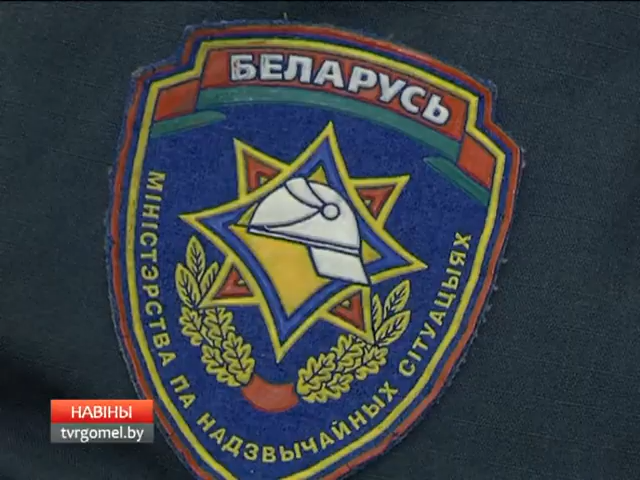 БЕЛАРУСЬ
МІНІСТЭРСТВА ПА НАДЗВЫЧАЙНЫХ СІТУАЦЫЯХ
НАВІНЫ
tvrgomel.by